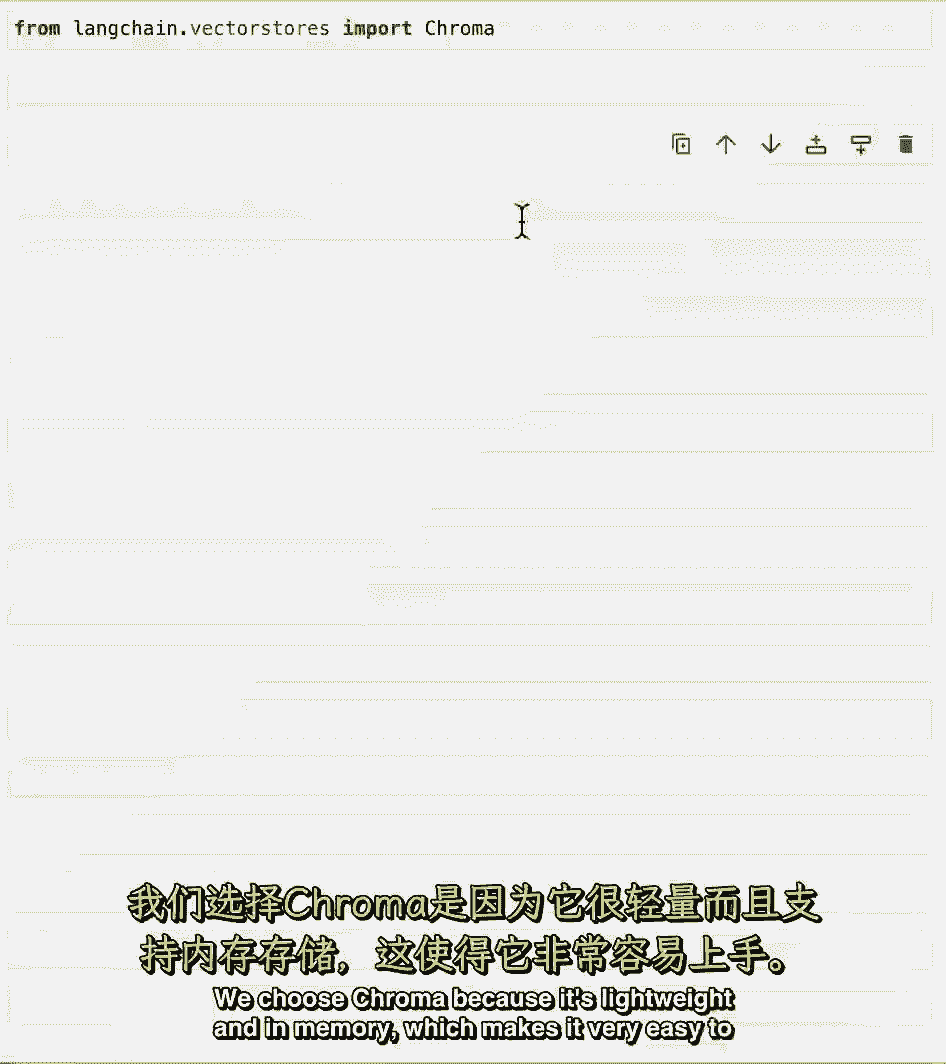 from langchain.vectorstores import Chroma
我们选择Chroma是因为它很轻量而且支
持内存存储，这使得它非常容易上手。
We choose Chroma because it's lightweight
and in memory, which makes it very easy to